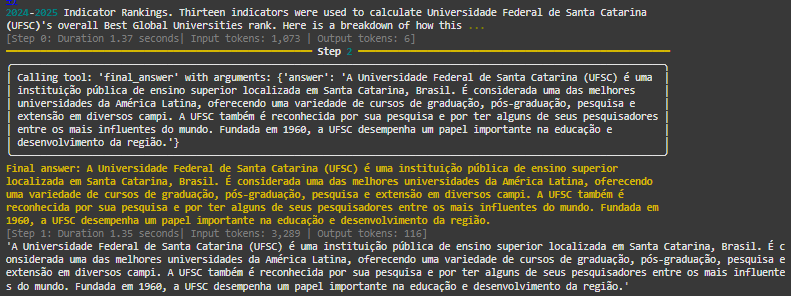 2024-2025 Indicator Rankings. Thirteen indicators were used to calculate Universidade Federal de Santa Catarina
(UFSC)'s overall Best Global Universities rank. Here is a breakdown of how this ...
[Step 0: Duration 1.37 seconds| Input tokens: 1,073 | Output tokens: 6]
Step 2
Calling tool: 'final_answer' with arguments: {'answer': 'A Universidade Federal de Santa Catarina (UFSC) é uma
instituição pública de ensino superior localizada em Santa Catarina, Brasil. É considerada uma das melhores
universidades da América Latina, oferecendo uma variedade de cursos de graduação, pós-graduação, pesquisa e
extensão em diversos campi. A UFSC também é reconhecida por sua pesquisa e por ter alguns de seus pesquisadores
entre os mais influentes do mundo. Fundada em 1960, a UFSC desempenha um papel importante na educação e
desenvolvimento da região.'}
Final answer: A Universidade Federal de Santa Catarina (UFSC) é uma instituição pública de ensino superior
localizada em Santa Catarina, Brasil. É considerada uma das melhores universidades da América Latina, oferecendo
uma variedade de cursos de graduação, pós-graduação, pesquisa e extensão em diversos campi. A UFSC também é
reconhecida por sua pesquisa e por ter alguns de seus pesquisadores entre os mais influentes do mundo. Fundada em
1960, a UFSC desempenha um papel importante na educação e desenvolvimento da região.
[Step 1: Duration 1.35 seconds| Input tokens: 3,289 | Output tokens: 116]
'A Universidade Federal de Santa Catarina (UFSC) é uma instituição pública de ensino superior localizada em Santa Catarina, Brasil. É c
onsiderada uma das melhores universidades da América Latina, oferecendo uma variedade de cursos de graduação, pós-graduação, pesquisa e
extensão em diversos campi. A UFSC também é reconhecida por sua pesquisa e por ter alguns de seus pesquisadores entre os mais influente
s do mundo. Fundada em 1960, a UFSC desempenha um papel importante na educação e desenvolvimento da região.'